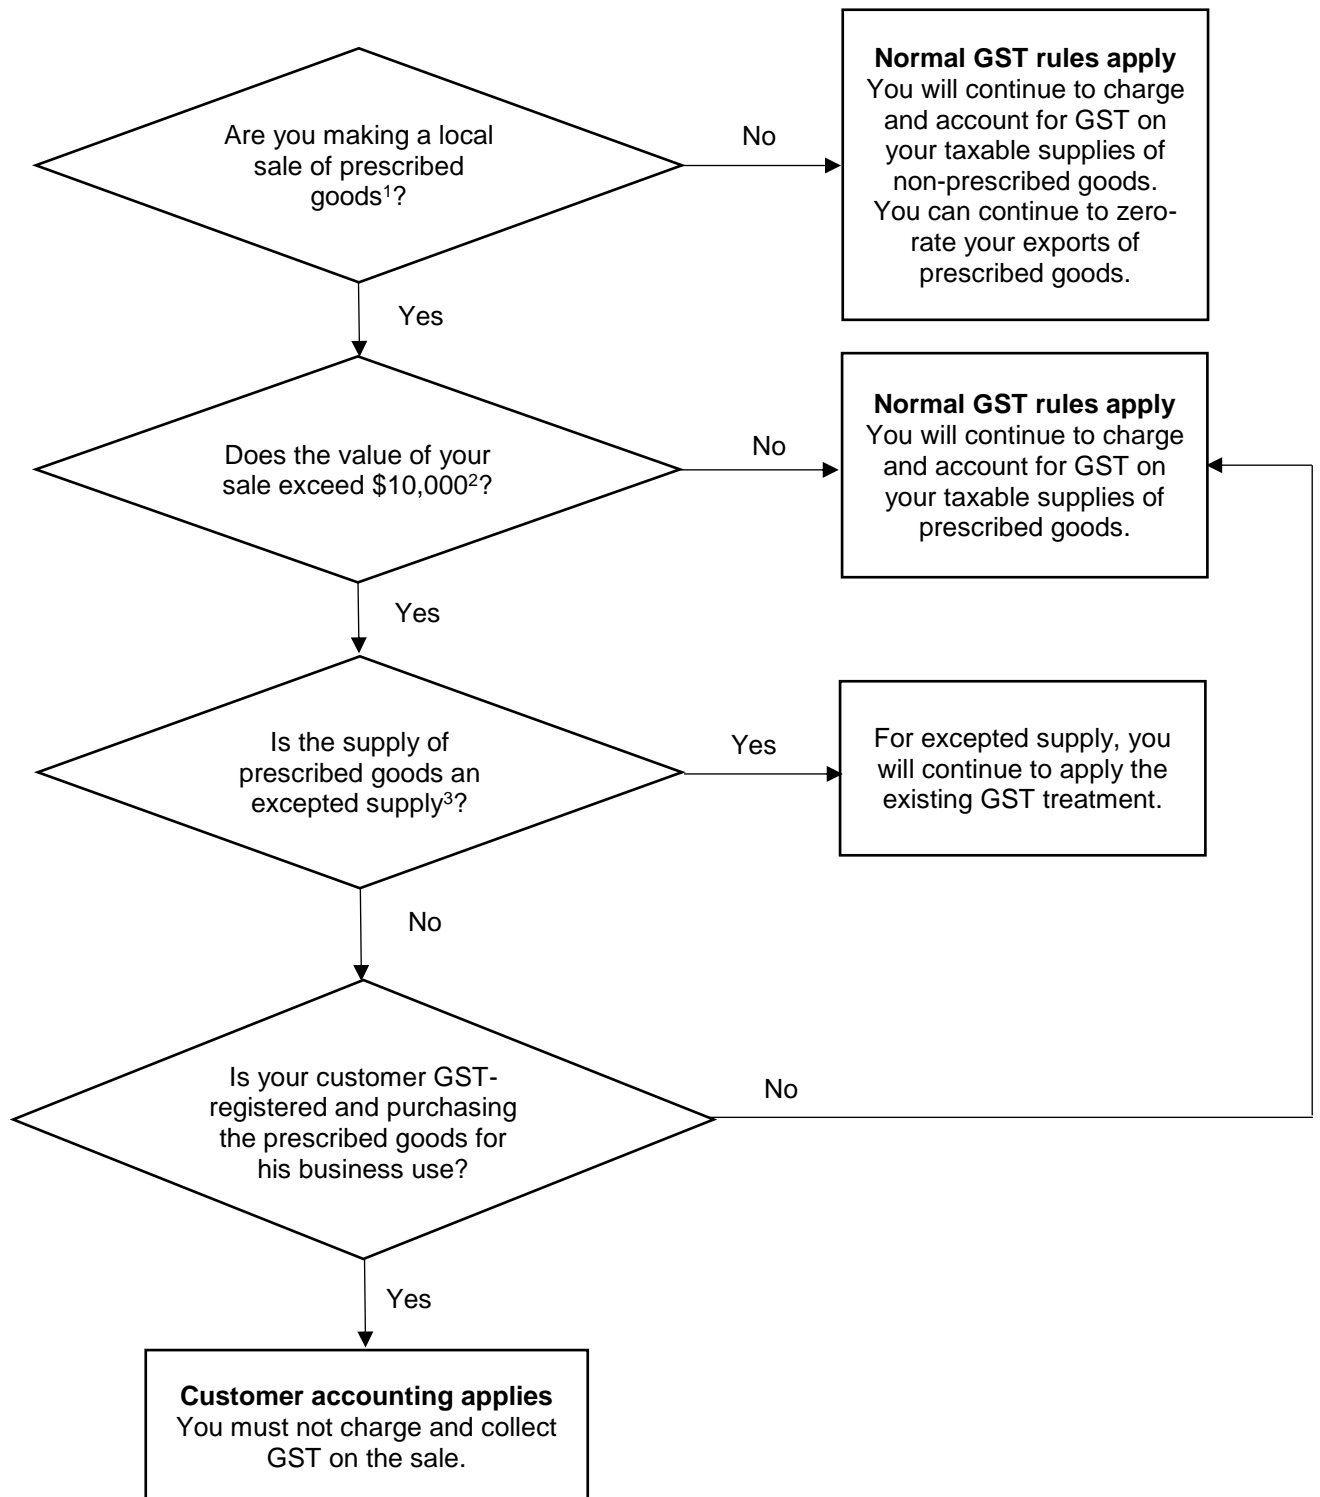 Are you making a local
sale of prescribed
goods¹?
No
Normal GST rules apply
You will continue to charge
and account for GST on
your taxable supplies of
non-prescribed goods.
You can continue to zero-
rate your exports of
prescribed goods.
Yes
Does the value of your
sale exceed $10,000²?
No
Normal GST rules apply
You will continue to charge
and account for GST on
your taxable supplies of
prescribed goods.
Yes
Is the supply of
prescribed goods an
excepted supply³?
Yes
For excepted supply, you
will continue to apply the
existing GST treatment.
No
Is your customer GST-
registered and purchasing
the prescribed goods for
his business use?
No
Yes
Customer accounting applies
You must not charge and collect
GST on the sale.